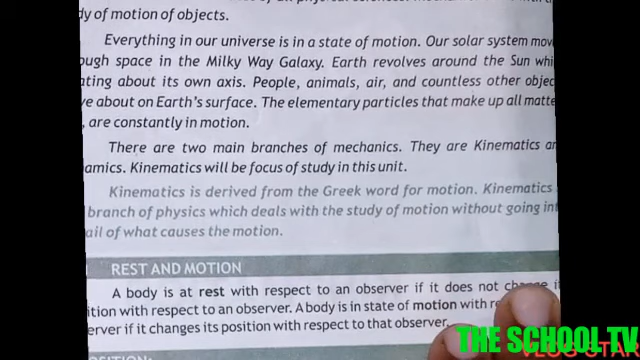 dy of motion of objects.
Everything in our universe is in a state of motion. Our solar system mov
ough space in the Milky Way Galaxy. Earth revolves around the Sun whi
ating about its own axis. People, animals, air, and countless other objec
ve about on Earth's surface. The elementary particles that make up all matte
, are constantly in motion.
There are two main branches of mechanics. They are Kinematics an
amics. Kinematics will be focus of study in this unit.
Kinematics is derived from the Greek word for motion. Kinematics
branch of physics which deals with the study of motion without going int
ail of what causes the motion.
REST AND MOTION
A body is at rest with respect to an observer if it does not change i
ition with respect to an observer. A body is in state of motion with re
erver if it changes its position with respect to that observer.
THE SCHOOL TV
OSITION: